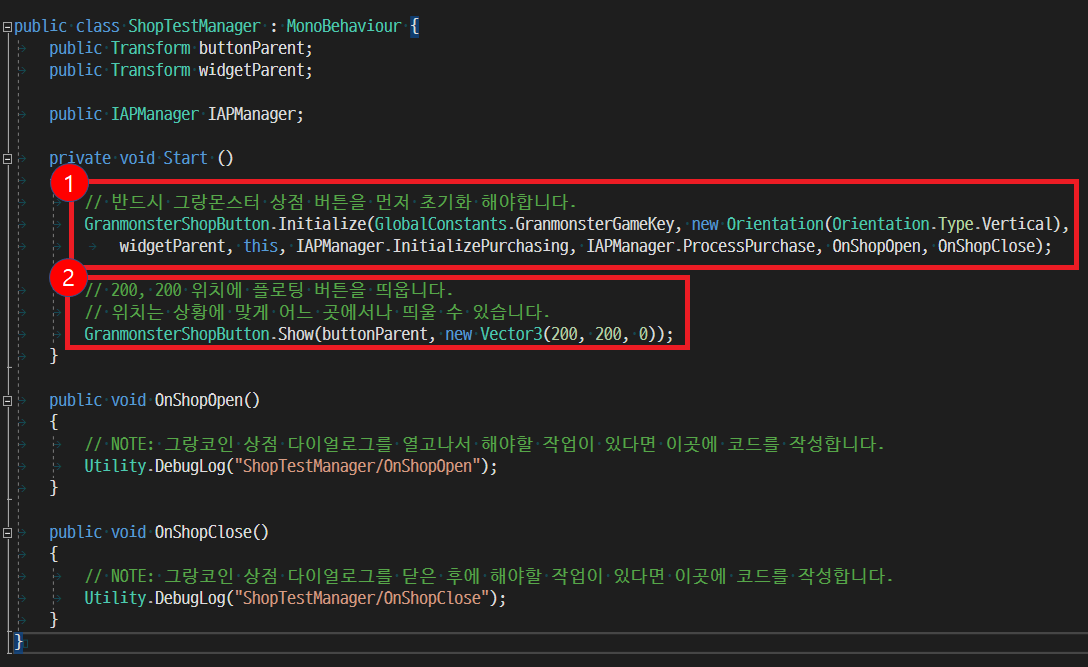 public class ShopTestManager : MonoBehaviour {
public Transform buttonParent;
public Transform widgetParent;
public IAPManager IAPManager;
private void Start ()
1
// 반드시 그랑몬스터 상점 버튼을 먼저 초기화 해야합니다.
GranmonsterShopButton.Initialize(GlobalConstants.GranmonsterGameKey, new Orientation(Orientation.Type.Vertical),
widgetParent, this, IAPManager.InitializePurchasing, IAPManager.ProcessPurchase, OnShopOpen, OnShopClose);
2
// 200, 200 위치에 플로팅 버튼을 띄웁니다.
// 위치는 상황에 맞게 어느 곳에서나 띄울 수 있습니다.
GranmonsterShopButton.Show(buttonParent, new Vector3(200, 200, 0));
}
public void OnShopOpen()
{
// NOTE: 그랑코인 상점 다이얼로그를 열고나서 해야할 작업이 있다면 이곳에 코드를 작성합니다.
Utility.DebugLog("ShopTestManager/OnShopOpen");
}
public void OnShopClose()
{
// NOTE: 그랑코인 상점 다이얼로그를 닫은 후에 해야할 작업이 있다면 이곳에 코드를 작성합니다.
Utility.DebugLog("ShopTestManager/OnShopClose");
}
}